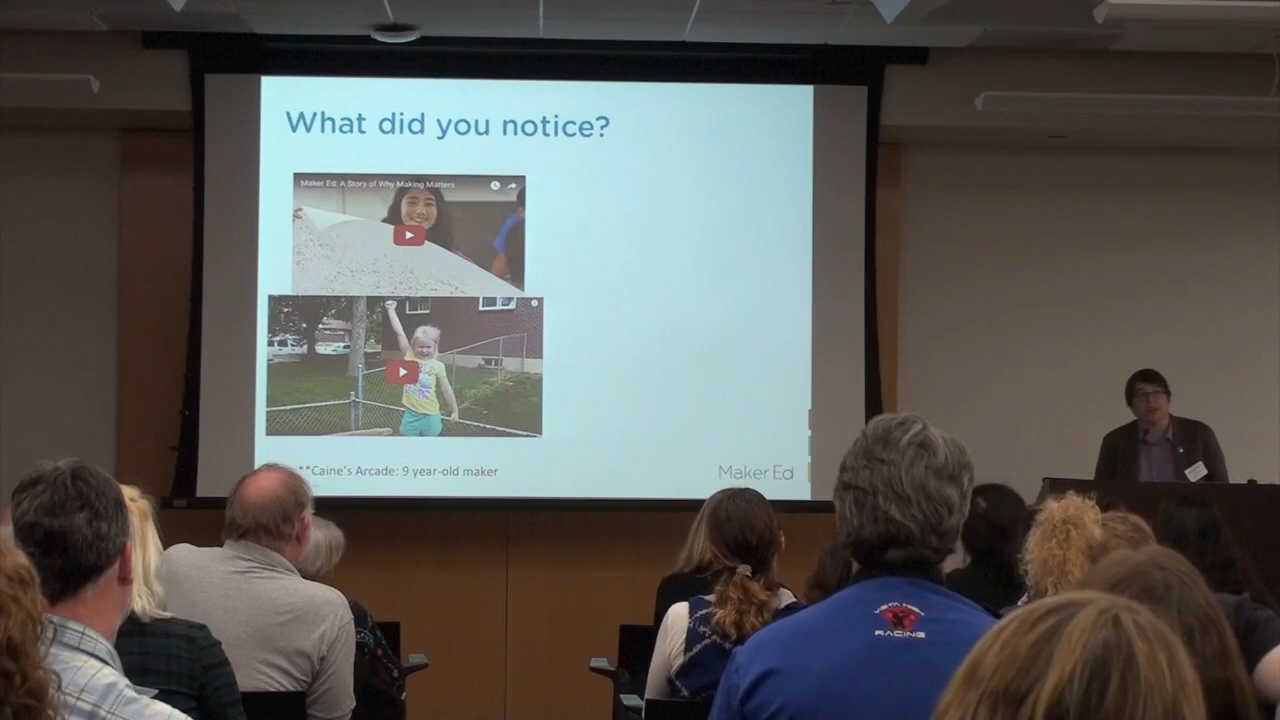 What did you notice?
Maker Ed: A Story of Why Making Matters
**Caine's Arcade: 9 year-old maker
Maker Ed
RACING